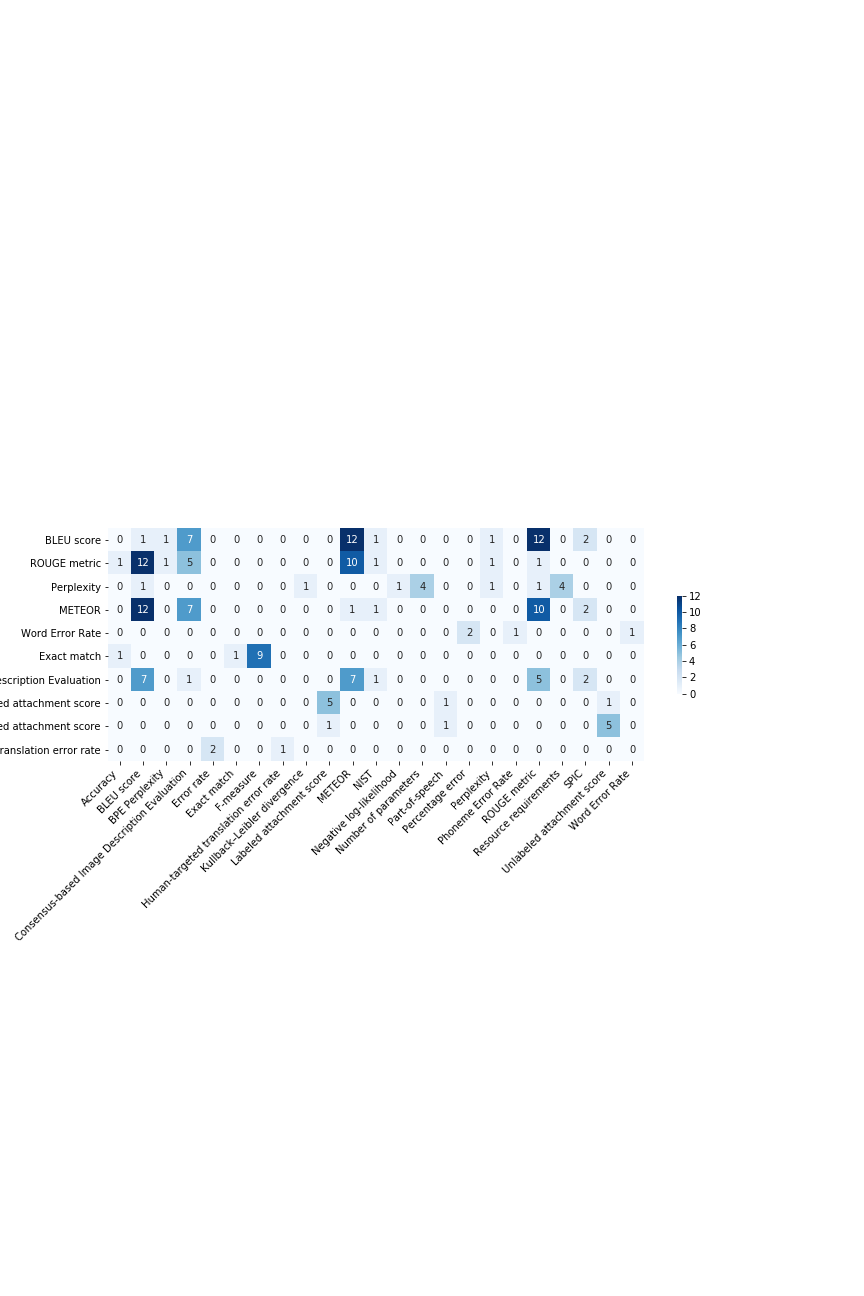 BLEU score 0 1 1 7 0 0 0 0 0 0 12 1 0 0 0 0 1 0 12 0 2 0 0
ROUGE metric 1 12 1 5 0 0 0 0 0 0 10 1 0 0 0 0 1 0 1 0 0 0 0
Perplexity 0 1 0 0 0 0 0 0 1 0 0 0 1 4 0 0 1 0 1 4 0 0 0
METEOR 0 12 0 7 0 0 0 0 0 0 1 1 0 0 0 0 0 0 10 0 2 0 0
Word Error Rate 0 0 0 0 0 0 0 0 0 0 0 0 0 0 0 2 0 1 0 0 0 0 1
Exact match 1 0 0 0 0 1 9 0 0 0 0 0 0 0 0 0 0 0 0 0 0 0 0
escription Evaluation 0 7 0 1 0 0 0 0 0 0 7 1 0 0 0 0 0 0 5 0 2 0 0
ed attachment score 0 0 0 0 0 0 0 0 0 5 0 0 0 0 1 0 0 0 0 0 0 1 0
ed attachment score 0 0 0 0 0 0 0 0 0 1 0 0 0 0 1 0 0 0 0 0 0 5 0
ranslation error rate 0 0 0 0 2 0 0 1 0 0 0 0 0 0 0 0 0 0 0 0 0 0 0
Accuracy
BLEU score
BPE Perplexity
Consensus-based Image Description Evaluation
Error rate
Exact match
F-measure
Human-targeted translation error rate
Kullback–Leibler divergence
Labeled attachment score
METEOR
NIST
Negative log-likelihood
Number of parameters
Part-of-speech
Percentage error
Perplexity
Phoneme Error Rate
ROUGE metric
Resource requirements
SPIC
Unlabeled attachment score
Word Error Rate
12
10
8
6
4
2
0